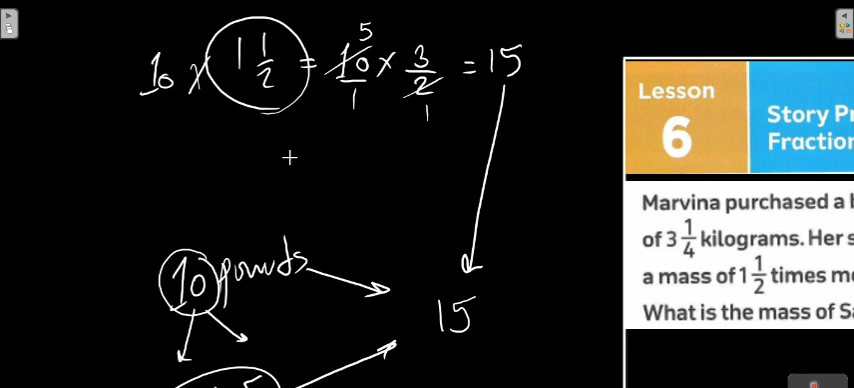 10 × 1 1/2 = 10/1 × 3/2 = 15
5
1
10 pounds
15
5
Lesson
6
Story Pr
Fraction
Marvina purchased a b
of 3 1/4 kilograms. Her s
a mass of 1 1/2 times mo
What is the mass of Sa